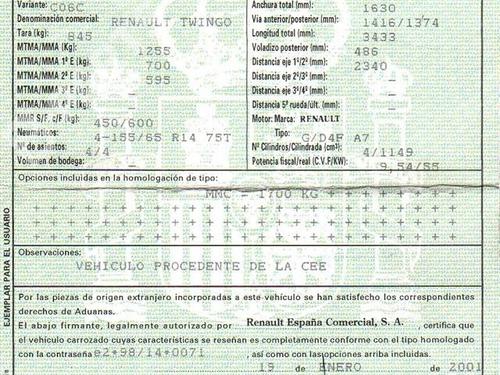 Variante: C06C
Denominación comercial: RENAULT TWINGO
Tara (kg): 845
MTMA/MMA (Kg): 1255
MTMA/MMA 1º E (kg): 700
MTMA/MMA 2º E (kg): 595
MTMA/MMA 3º E (kg): _
MTMA/MMA 4º E (kg): _
MMR S/F. c/F (kg): 450/600
Neumáticos: 4-155/65 R14 75T
Nº de asientos: 4/4
Volumen de bodega: _
Anchura total (mm): 1630
Vía anterior/posterior (mm): 1416/1374
Longitud total (mm): 3433
Voladizo posterior (mm): 486
Distancia eje 1º/2º (mm): 2340
Distancia eje 2º/3º (mm): _
Distancia eje 3º/4º (mm): _
Distancia 5ª rueda/últ. (mm): _
Motor: Marca: RENAULT
Tipo: G/D4F A7
Nº Cilindros/Cilindrada (cm³): 4/1149
Potencia fiscal/real (C.V.F/KW): 9,54/55
Opciones incluidas en la homologación de tipo:
MMC - 1700 KG + + + + + + + +
+ + + + + + + + + + + + + + + + + + + + +
+ + + + + + + + + + + + + + + + + + + + +
+ + + + + + + + + + + + + + + + + + + + +
Observaciones:
VEHICULO PROCEDENTE DE LA CEE
Por las piezas de origen extranjero incorporadas a este vehículo se han satisfecho los correspondientes
derechos de Aduanas.
El abajo firmante, legalmente autorizado por Renault España Comercial, S. A., certifica que
el vehículo carrozado cuyas características se reseñan es completamente conforme con el tipo homologado
con la contraseña e2*98/14*0071, así como con lasopciones arriba incluidas.
19 de ENERO de 2001
EJEMPLAR PARA EL USUARIO